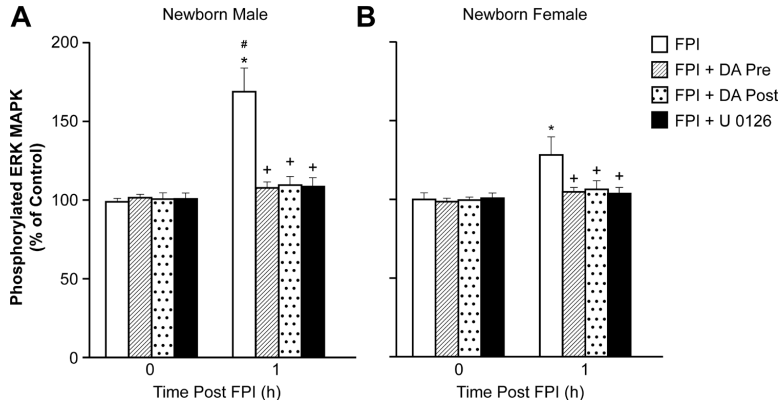 A Newborn Male
B Newborn Female
FPI
FPI + DA Pre
FPI + DA Post
FPI + U 0126
Phosphorylated ERK MAPK
(% of Control)
200
150
100
50
0
#
*
+ + +
*
+ + +
0 1
Time Post FPI (h)
0 1
Time Post FPI (h)